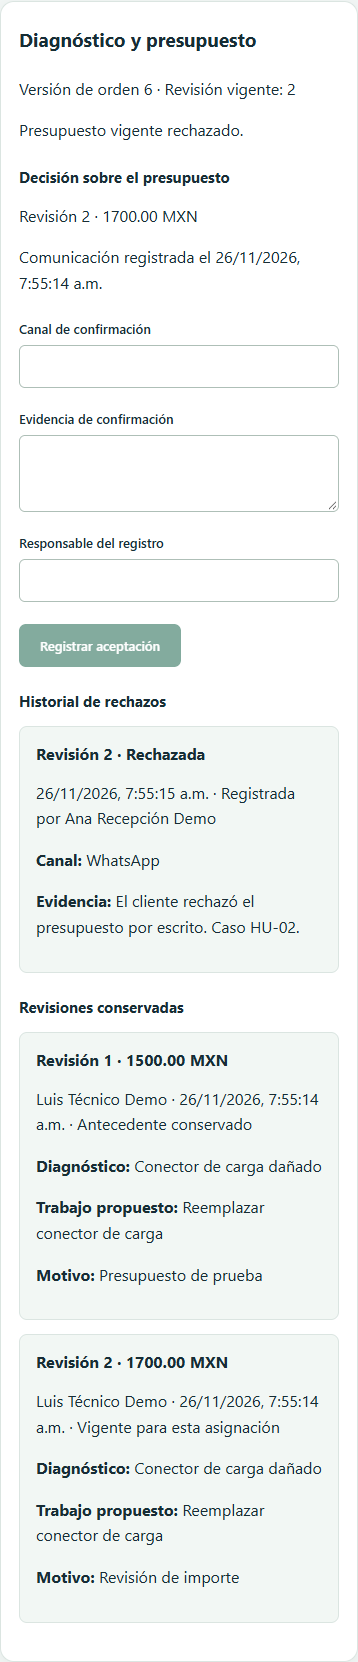 Diagnóstico y presupuesto
Versión de orden 6 · Revisión vigente: 2
Presupuesto vigente rechazado.
Decisión sobre el presupuesto
Revisión 2 · 1700.00 MXN
Comunicación registrada el 26/11/2026,
7:55:14 a.m.
Canal de confirmación
Evidencia de confirmación
Responsable del registro
Registrar aceptación
Historial de rechazos
Revisión 2 · Rechazada
26/11/2026, 7:55:15 a.m. · Registrada
por Ana Recepción Demo
Canal: WhatsApp
Evidencia: El cliente rechazó el
presupuesto por escrito. Caso HU-02.
Revisiones conservadas
Revisión 1 · 1500.00 MXN
Luis Técnico Demo · 26/11/2026, 7:55:14
a.m. · Antecedente conservado
Diagnóstico: Conector de carga dañado
Trabajo propuesto: Reemplazar
conector de carga
Motivo: Presupuesto de prueba
Revisión 2 · 1700.00 MXN
Luis Técnico Demo · 26/11/2026, 7:55:14
a.m. · Vigente para esta asignación
Diagnóstico: Conector de carga dañado
Trabajo propuesto: Reemplazar
conector de carga
Motivo: Revisión de importe